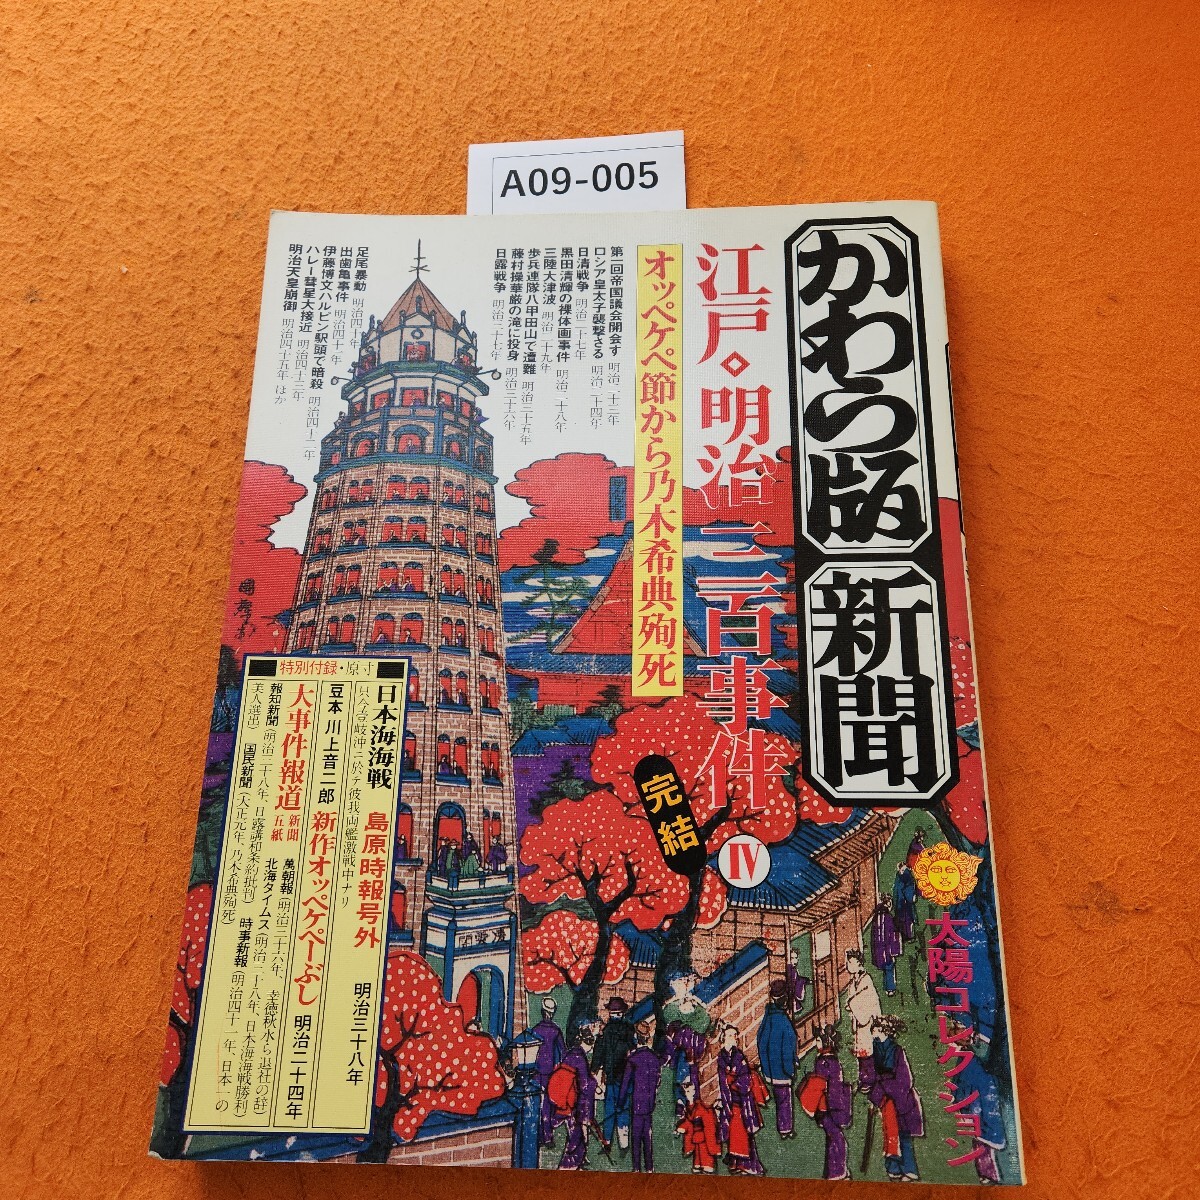 A09-005
かわら版
新聞
江戸・明治三百事件
IV
完結
オッペケペ節から乃木希典殉死
太陽コレクション
第一回帝国議会開会す 明治二十三年
ロシア皇太子襲撃さる 明治二十四年
日清戦争 明治二十七年
黒田清輝の裸体画事件 明治二十八年
三陸大津波 明治二十九年
歩兵連隊八甲田山で遭難 明治三十五年
藤村操華厳の滝に投身 明治三十六年
日露戦争 明治三十七年
足尾暴動 明治四十年
出歯亀事件 明治四十一年
伊藤博文ハルビン駅頭で暗殺 明治四十二年
ハレー彗星大接近 明治四十三年
明治天皇崩御 明治四十五年 ほか
特別付録・原寸
日本海海戦 島原時報号外 明治三十八年
只今壱岐沖ニ於テ彼我両艦激戦中ナリ
豆本 川上音二郎 新作オッペケペーぶし 明治二十四年
大事件報道 新聞五紙
萬朝報(明治三十六年、幸徳秋水ら退社の辞)
北海タイムス(明治三十八年、日本海海戦勝利)
報知新聞(明治三十八年、日露講和条約批判)
時事新報(明治四十一年、日本一の
美人選出)
国民新聞(大正元年、乃木希典殉死)